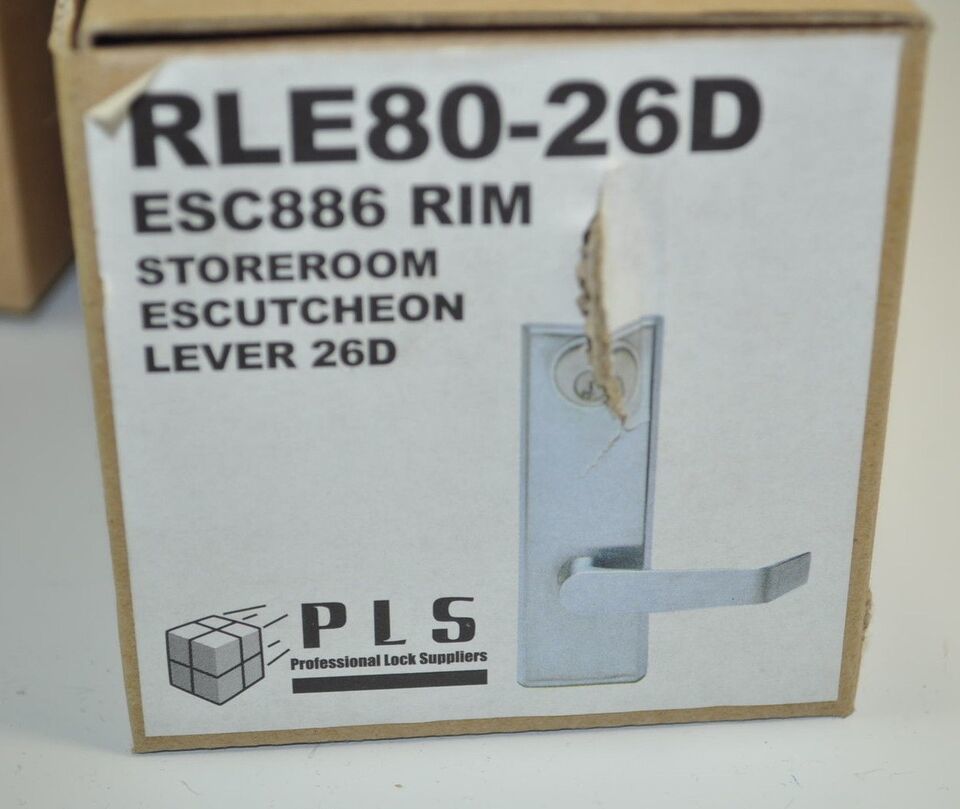 RLE80-26D
ESC886 RIM
STOREROOM
ESCUTCHEON
LEVER 26D
PLS
Professional Lock Suppliers